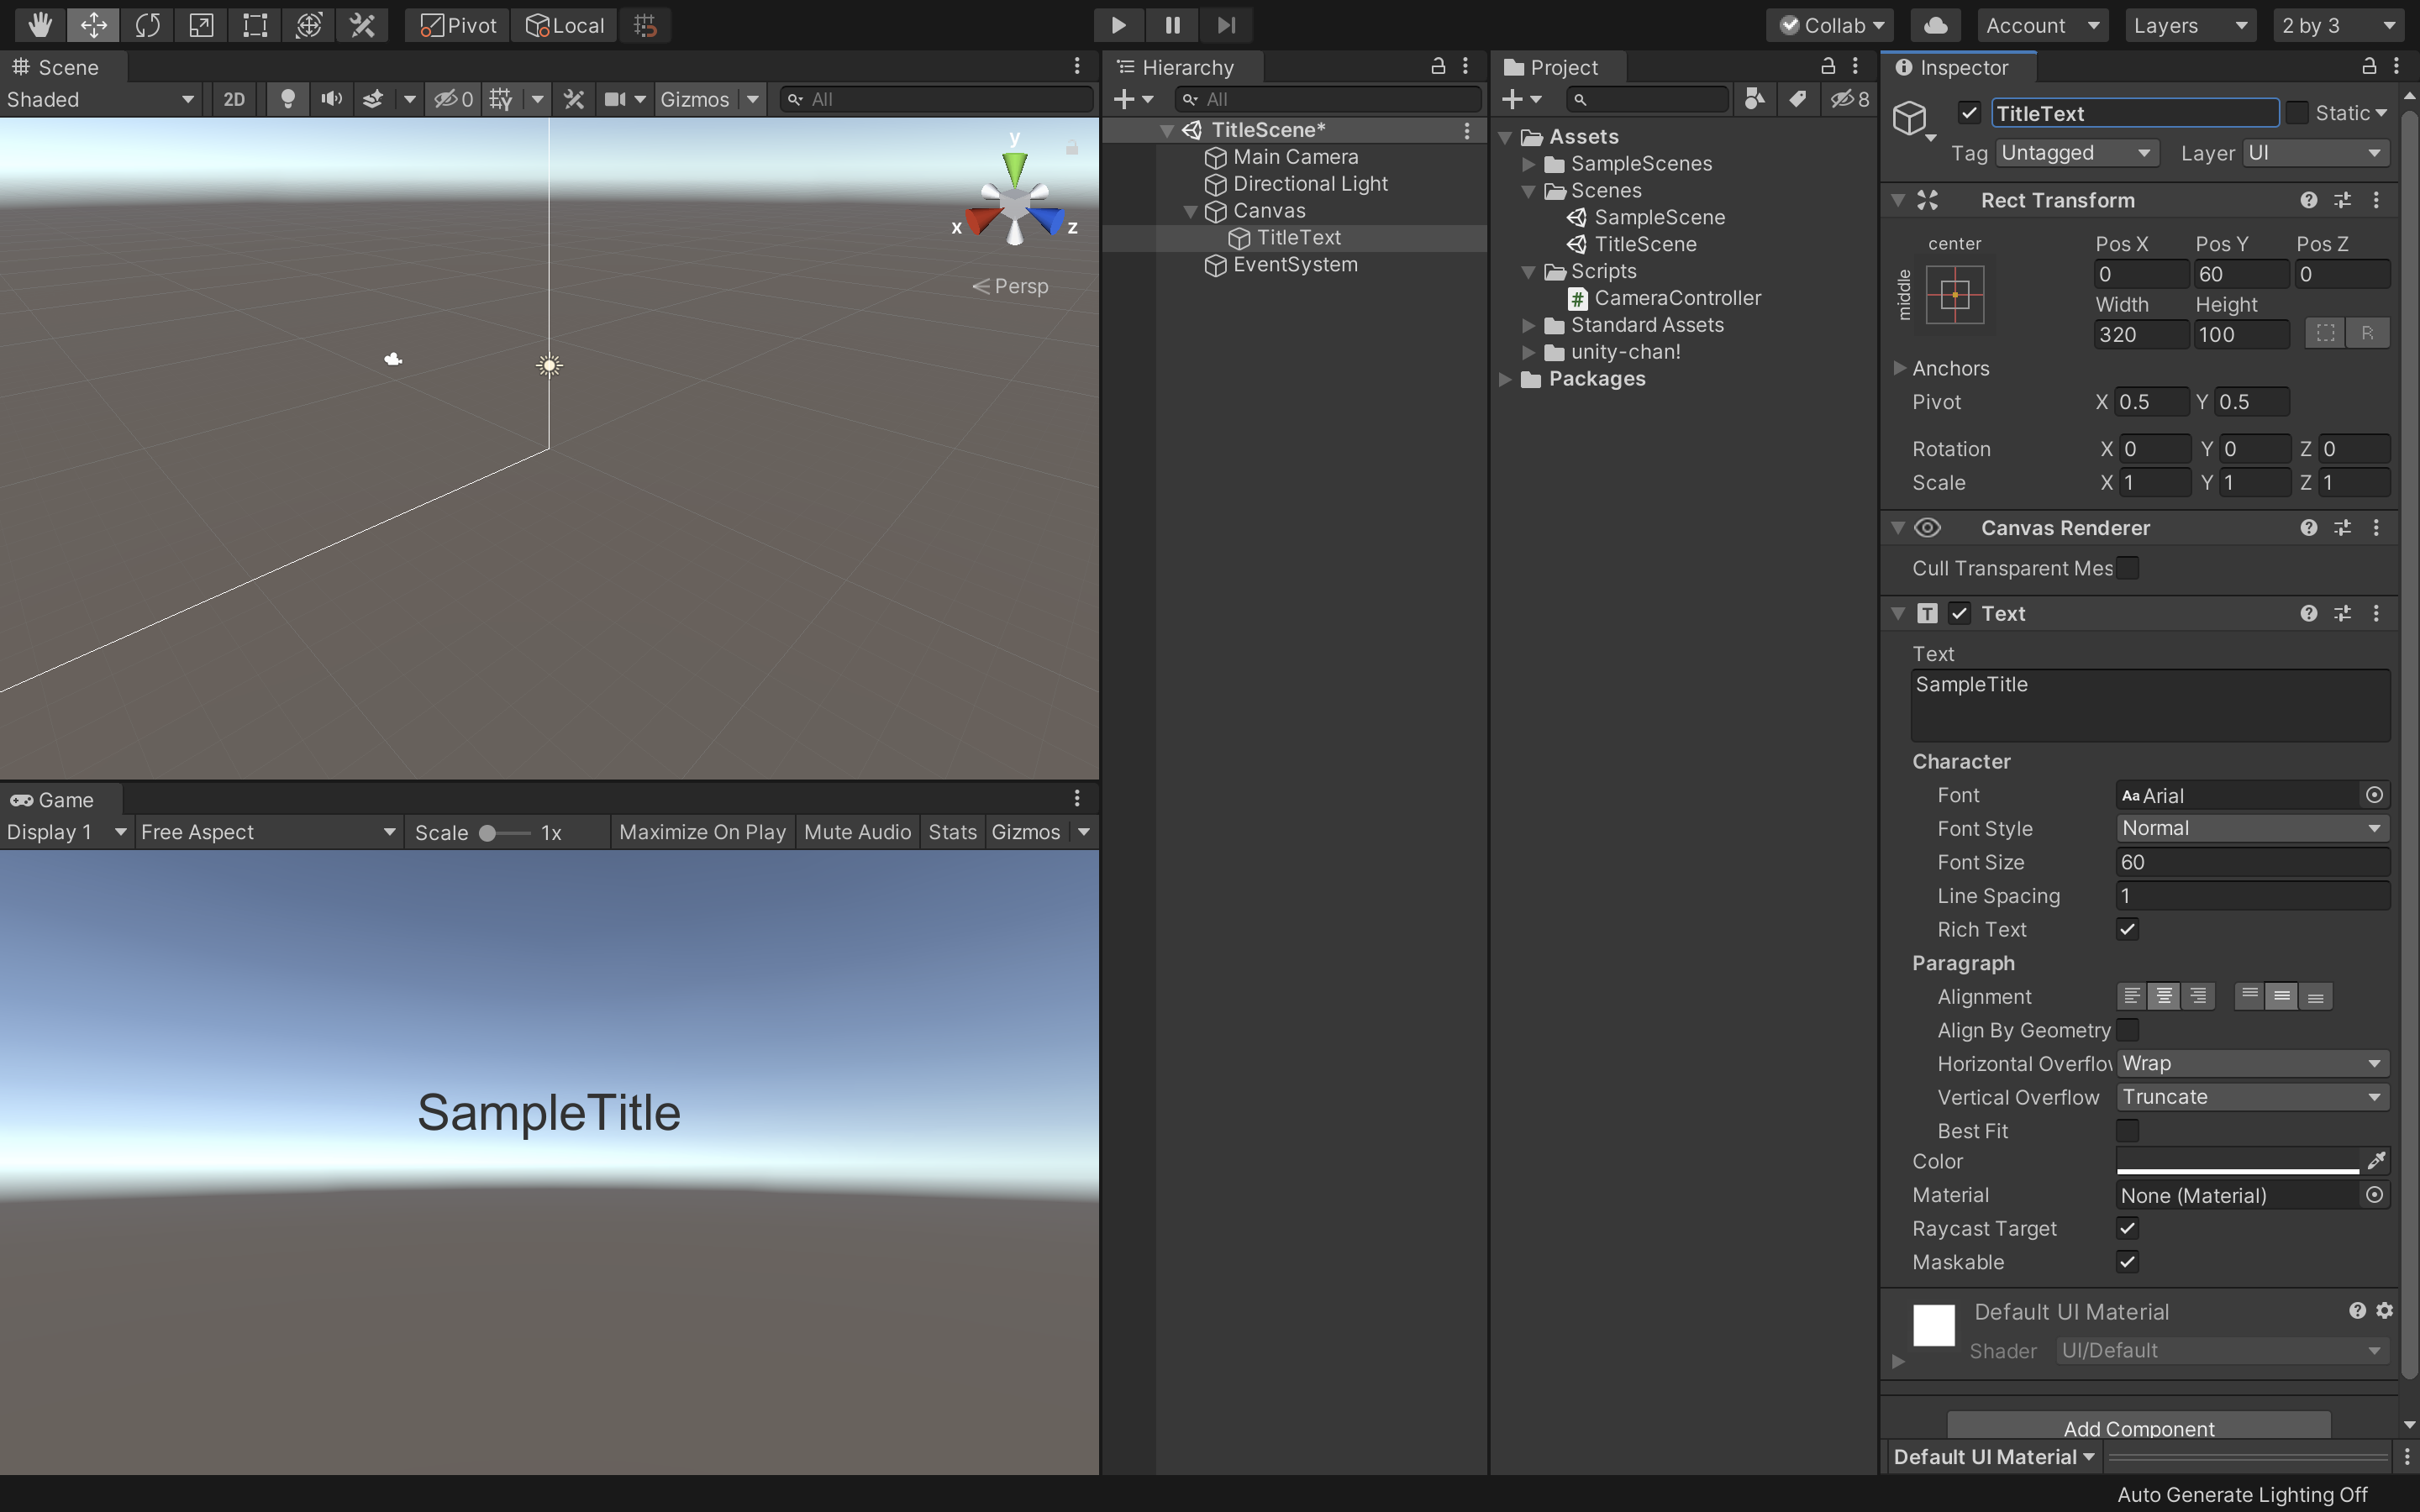 Pivot Local Collab Account Layers 2 by 3
Scene
Shaded 2D 0 Gizmos All
y
x z
Persp
Game
Display 1 Free Aspect Scale 1x Maximize On Play Mute Audio Stats Gizmos
SampleTitle
Hierarchy
All
TitleScene*
Main Camera
Directional Light
Canvas
TitleText
EventSystem
Project
8
Assets
SampleScenes
Scenes
SampleScene
TitleScene
Scripts
# CameraController
Standard Assets
unity-chan!
Packages
Inspector
TitleText Static
Tag Untagged Layer UI
Rect Transform
center Pos X Pos Y Pos Z
middle 0 60 0
Width Height
320 100 R
Anchors
Pivot X 0.5 Y 0.5
Rotation X 0 Y 0 Z 0
Scale X 1 Y 1 Z 1
Canvas Renderer
Cull Transparent Mes
T Text
Text
SampleTitle
Character
Font Aa Arial
Font Style Normal
Font Size 60
Line Spacing 1
Rich Text
Paragraph
Alignment
Align By Geometry
Horizontal Overflow Wrap
Vertical Overflow Truncate
Best Fit
Color
Material None (Material)
Raycast Target
Maskable
Default UI Material
Shader UI/Default
Add Component
Default UI Material
Auto Generate Lighting Off